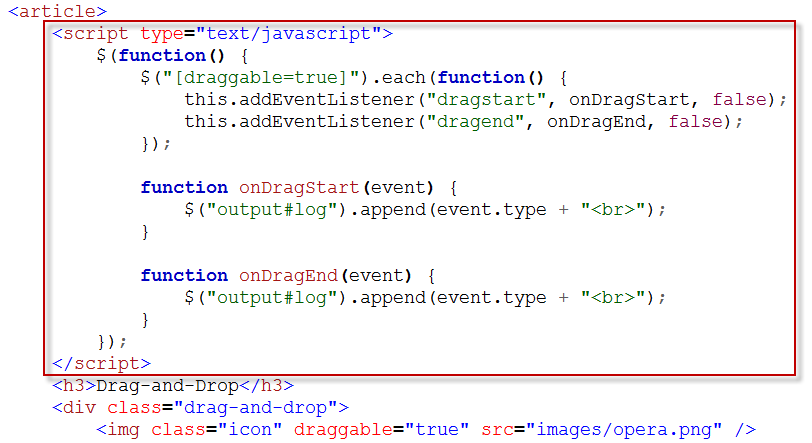 <article>
    <script type="text/javascript">
        $(function() {
            $("[draggable=true]").each(function() {
                this.addEventListener("dragstart", onDragStart, false);
                this.addEventListener("dragend", onDragEnd, false);
            });

            function onDragStart(event) {
                $("output#log").append(event.type + "<br>");
            }

            function onDragEnd(event) {
                $("output#log").append(event.type + "<br>");
            }
        });
    </script>
    <h3>Drag-and-Drop</h3>
    <div class="drag-and-drop">
        <img class="icon" draggable="true" src="images/opera.png" />